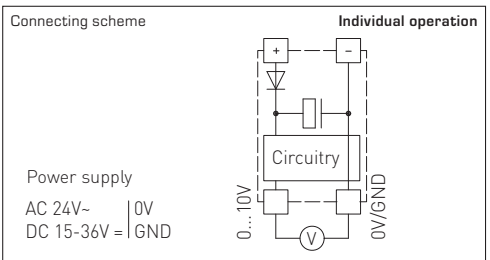 Connecting scheme
Individual operation
+ −
Circuitry
Power supply
AC 24V~ | 0V
DC 15-36V = | GND
0...10V
0V/GND
V